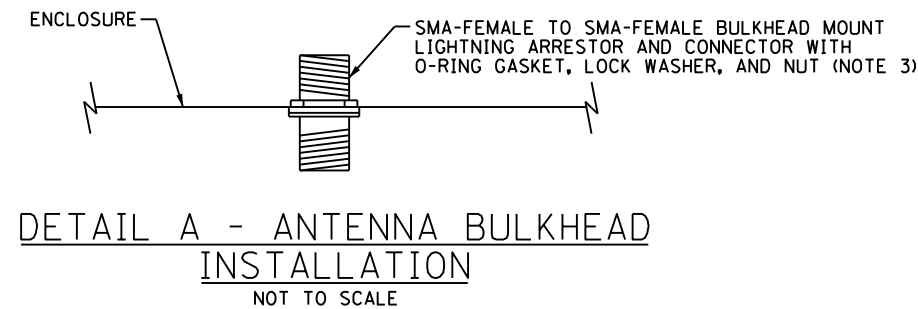 ENCLOSURE
SMA-FEMALE TO SMA-FEMALE BULKHEAD MOUNT
LIGHTNING ARRESTOR AND CONNECTOR WITH
O-RING GASKET, LOCK WASHER, AND NUT (NOTE 3)
DETAIL A - ANTENNA BULKHEAD
INSTALLATION
NOT TO SCALE